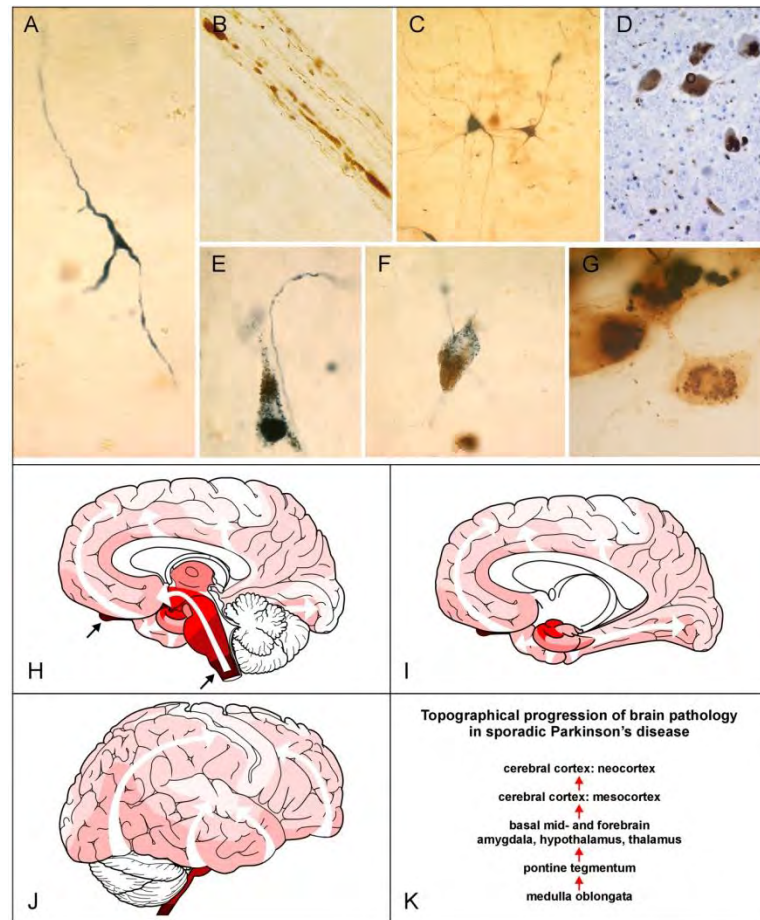 A
B
C
D
E
F
G
H
I
J
Topographical progression of brain pathology
in sporadic Parkinson's disease
cerebral cortex: neocortex
cerebral cortex: mesocortex
basal mid- and forebrain
amygdala, hypothalamus, thalamus
pontine tegmentum
medulla oblongata
K